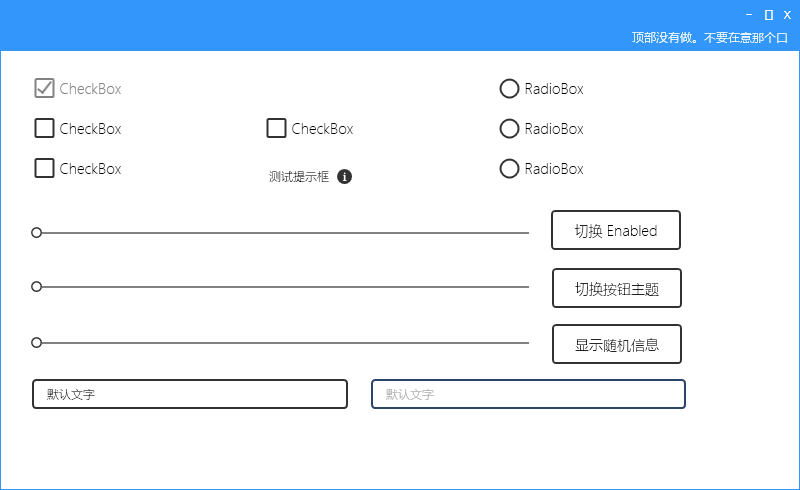 顶部没有做。不要在意那个口
CheckBox
RadioBox
CheckBox
CheckBox
RadioBox
CheckBox
测试提示框
RadioBox
切换 Enabled
切换按钮主题
显示随机信息
默认文字
默认文字